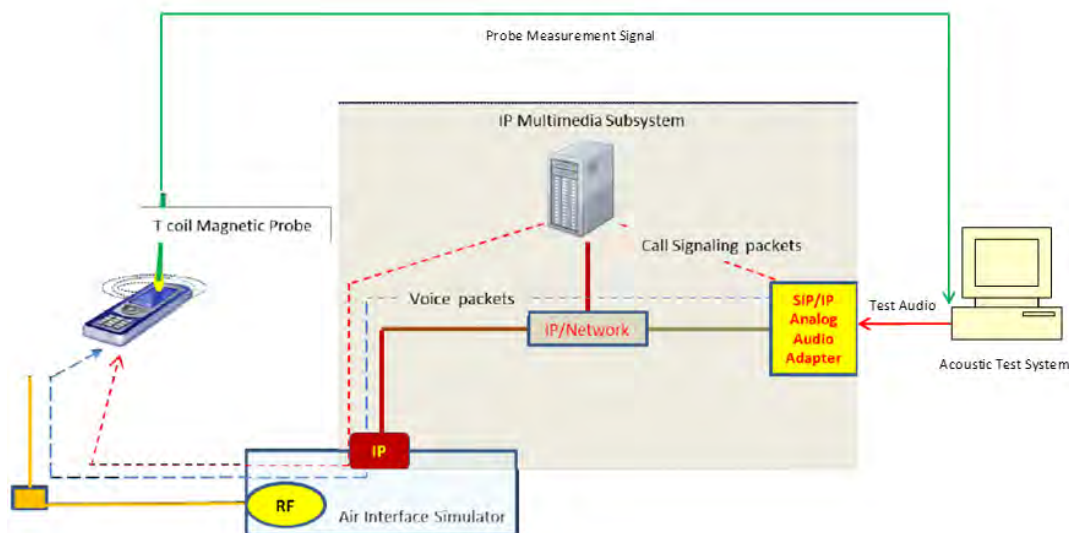 Probe Measurement Signal
IP Multimedia Subsystem
T coil Magnetic Probe
Call Signaling packets
Voice packets
SIP/IP
Analog
Audio
Adapter
Test Audio
IP/Network
Acoustic Test System
IP
RF
Air Interface Simulator